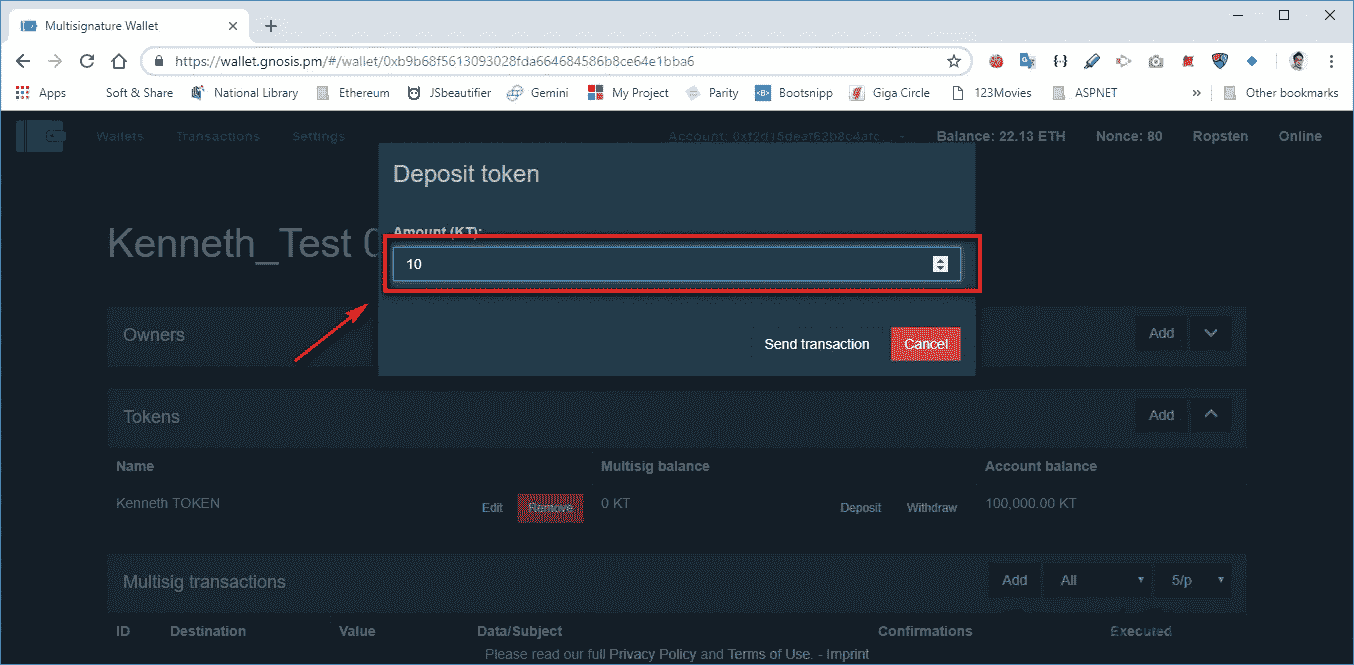 Multisignature Wallet
https://wallet.gnosis.pm/#/wallet/0xb9b68f5613093028fda664684586b8ce64e1bba6
Apps Soft & Share National Library Ethereum JSbeautifier Gemini My Project Parity Bootsnipp Giga Circle 123Movies ASPNET » Other bookmarks
Wallets Transactions Settings Account: Balance: 22.13 ETH Nonce: 80 Ropsten Online
Deposit token
Amount (KT):
Kenneth_Test
10
Owners Add
Send transaction Cancel
Tokens Add
Name Multisig balance Account balance
Kenneth TOKEN Edit Remove 0 KT Deposit Withdraw 100,000.00 KT
Multisig transactions Add All 5/p
ID Destination Value Data/Subject Confirmations Executed
Please read our full Privacy Policy and Terms of Use. - Imprint